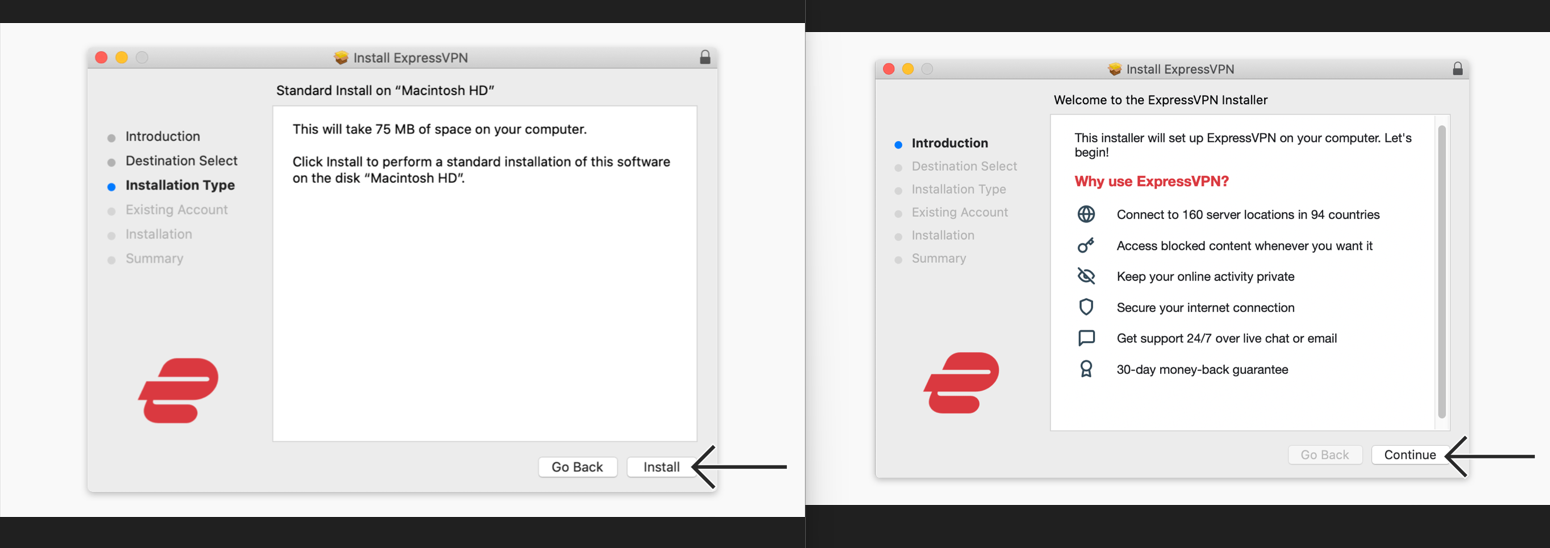 Install ExpressVPN
Standard Install on “Macintosh HD”
Introduction
Destination Select
Installation Type
Existing Account
Installation
Summary
This will take 75 MB of space on your computer.
Click Install to perform a standard installation of this software
on the disk “Macintosh HD”.
Go Back
Install
Install ExpressVPN
Welcome to the ExpressVPN Installer
Introduction
Destination Select
Installation Type
Existing Account
Installation
Summary
This installer will set up ExpressVPN on your computer. Let's
begin!
Why use ExpressVPN?
Connect to 160 server locations in 94 countries
Access blocked content whenever you want it
Keep your online activity private
Secure your internet connection
Get support 24/7 over live chat or email
30-day money-back guarantee
Go Back
Continue